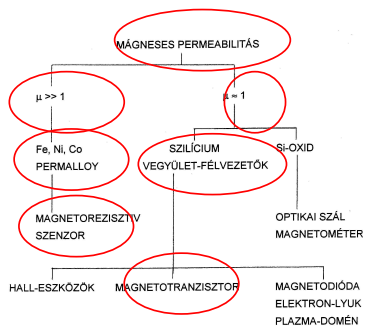 MÁGNESES PERMEABILITÁS
μ >> 1
μ ≈ 1
Fe, Ni, Co
PERMALLOY
SZILÍCIUM
VEGYÜLET-FÉLVEZETŐK
Si-OXID
MAGNETOREZISZTIV
SZENZOR
OPTIKAI SZÁL
MAGNETOMÉTER
HALL-ESZKÖZÖK
MAGNETOTRANZISZTOR
MAGNETODIÓDA
ELEKTRON-LYUK
PLAZMA-DOMÉN